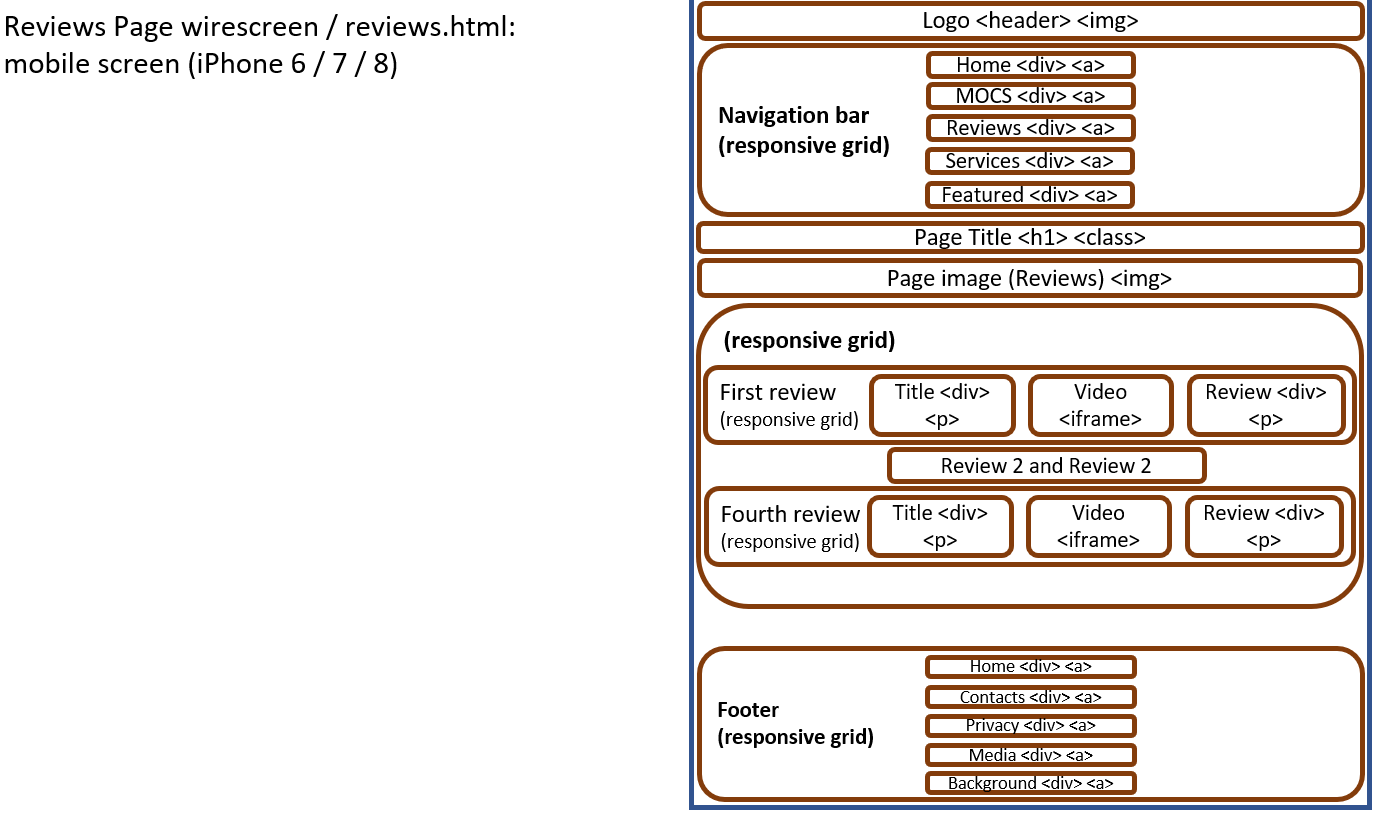 Reviews Page wirescreen / reviews.html:
mobile screen (iPhone 6 / 7 / 8)
Logo <header> <img>
Navigation bar
(responsive grid)
Home <div> <a>
MOCS <div> <a>
Reviews <div> <a>
Services <div> <a>
Featured <div> <a>
Page Title <h1> <class>
Page image (Reviews) <img>
(responsive grid)
First review
(responsive grid)
Title <div>
<p>
Video
<iframe>
Review <div>
<p>
Review 2 and Review 2
Fourth review
(responsive grid)
Title <div>
<p>
Video
<iframe>
Review <div>
<p>
Footer
(responsive grid)
Home <div> <a>
Contacts <div> <a>
Privacy <div> <a>
Media <div> <a>
Background <div> <a>